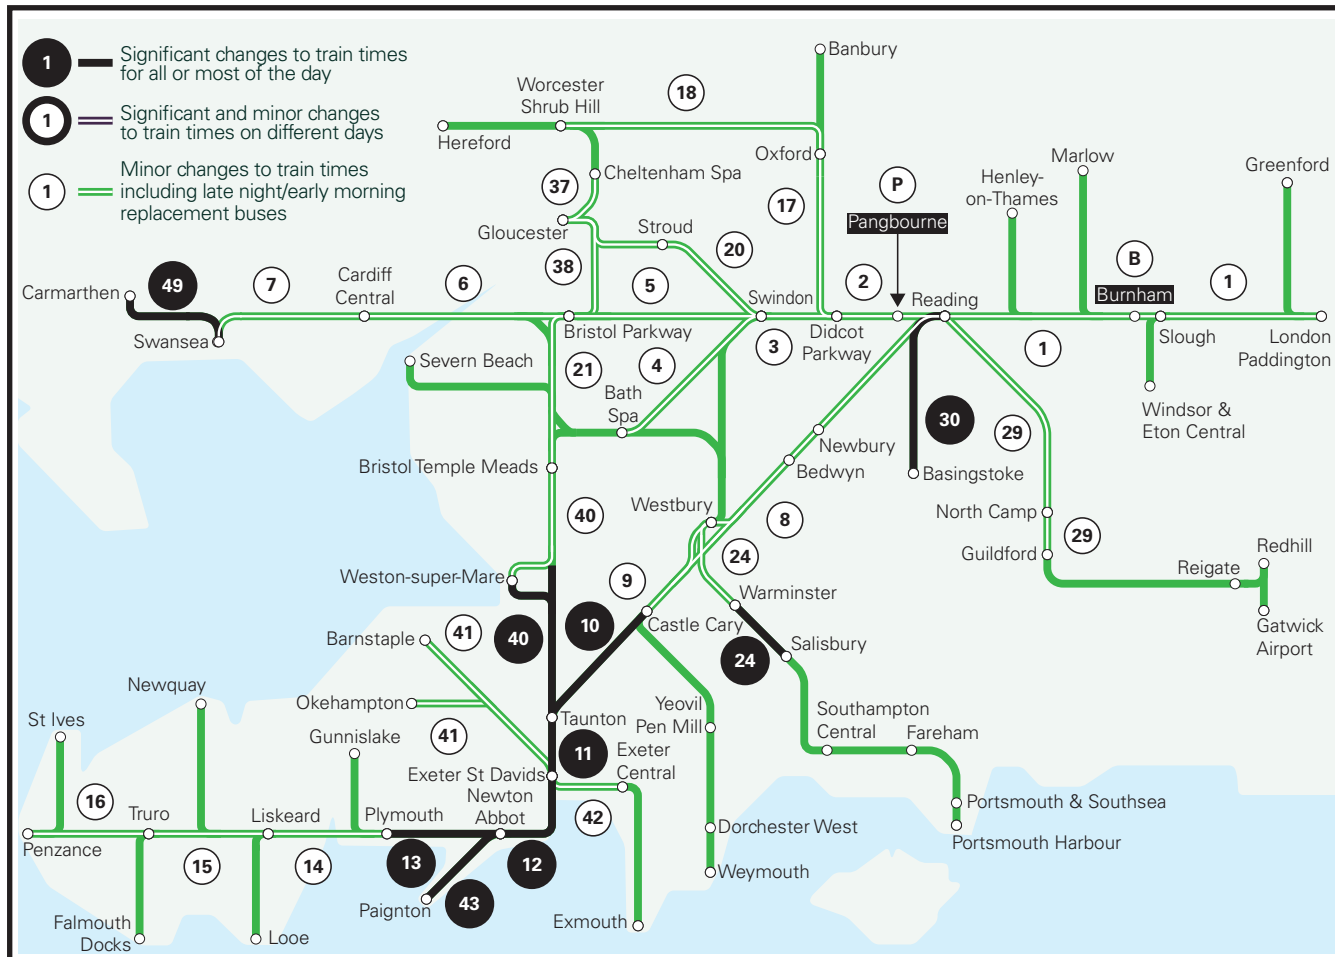 1
Significant changes to train times
for all or most of the day
1
Significant and minor changes
to train times on different days
1
Minor changes to train times
including late night/early morning
replacement buses
Banbury
Worcester
Shrub Hill
18
Hereford
Oxford
Marlow
Greenford
Henley-
on-Thames
37
Cheltenham Spa
P
17
Pangbourne
Gloucester
Stroud
20
38
B
Carmarthen
49
7
Cardiff
Central
6
5
Swindon
2
Reading
Burnham
1
Swansea
Bristol Parkway
Didcot
Parkway
3
1
Slough
London
Paddington
Severn Beach
21
4
Bath
Spa
30
29
Windsor &
Eton Central
Newbury
Bristol Temple Meads
Bedwyn
Basingstoke
Westbury
40
8
North Camp
29
24
Guildford
Redhill
Reigate
Weston-super-Mare
9
Warminster
Castle Cary
Gatwick
Airport
Barnstaple
41
40
10
24
Salisbury
Newquay
Okehampton
Yeovil
Pen Mill
Southampton
Central
Fareham
St Ives
Gunnislake
41
Taunton
11
Exeter
Central
Exeter St Davids
Newton
Abbot
16
Truro
Liskeard
Plymouth
42
Portsmouth & Southsea
Penzance
Dorchester West
Portsmouth Harbour
15
14
13
12
Weymouth
Paignton
43
Falmouth
Docks
Looe
Exmouth